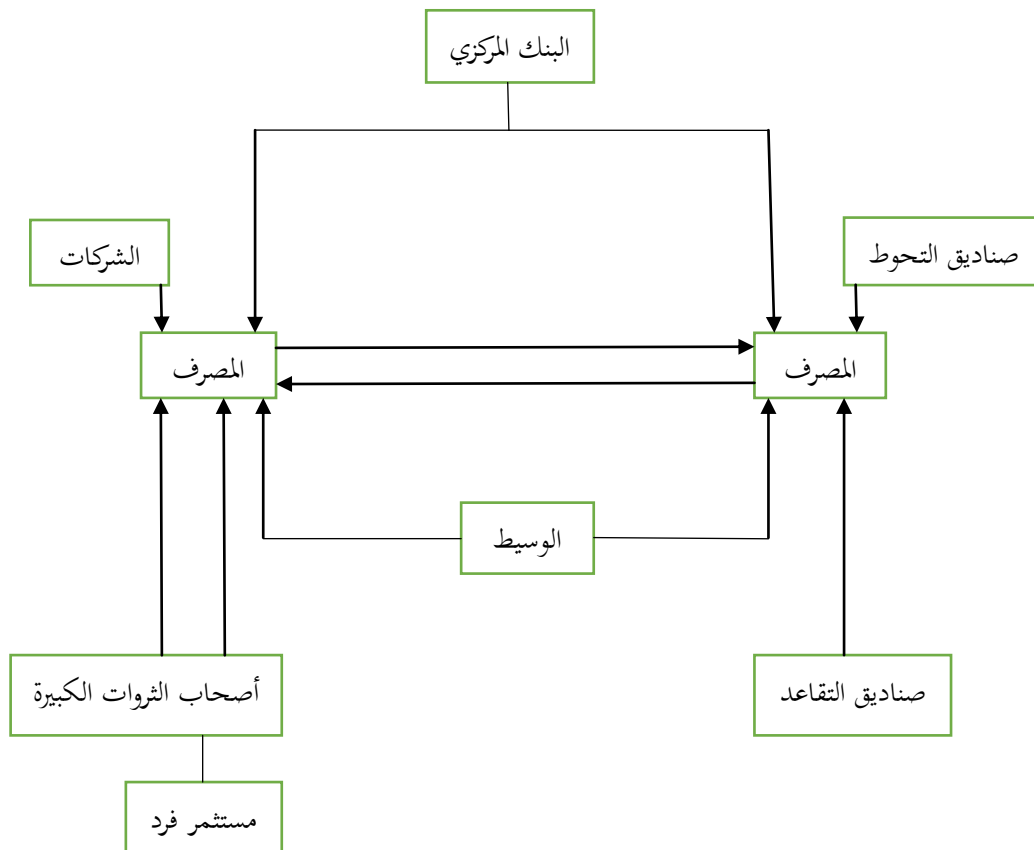 البنك المركزي
صناديق التحوط
الشركات
المصرف
المصرف
الوسيط
صناديق التقاعد
أصحاب الثروات الكبيرة
مستثمر فرد